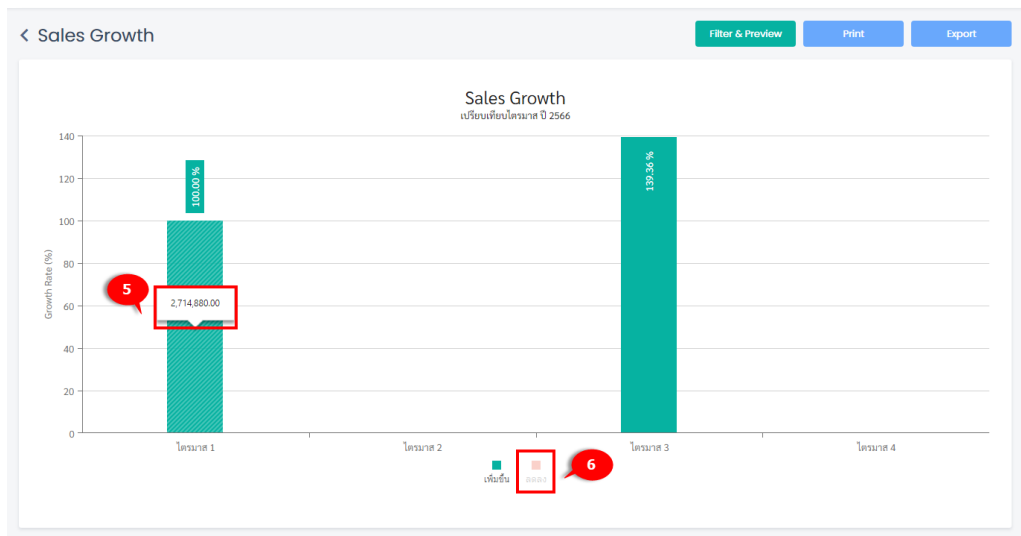 Sales Growth
Filter & Preview
Print
Export
Sales Growth
เปรียบเทียบไตรมาส ปี 2566
Growth Rate (%)
140
120
100
80
60
40
20
0
100.00 %
139.36 %
5
2,714,880.00
ไตรมาส 1
ไตรมาส 2
ไตรมาส 3
ไตรมาส 4
เพิ่มขึ้น
ลดลง
6